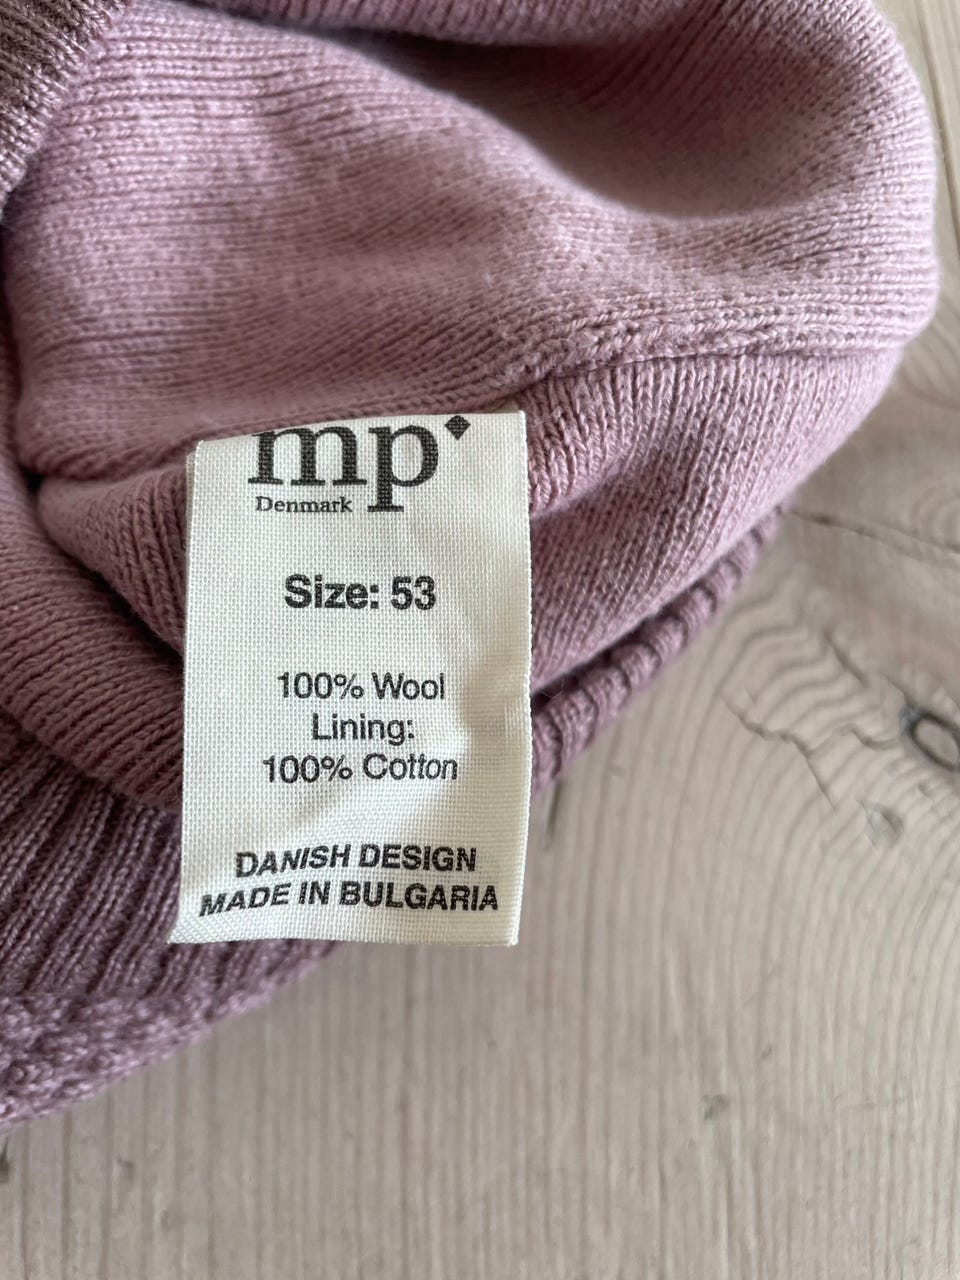 mp
Denmark
Size: 53
100% Wool
Lining:
100% Cotton
DANISH DESIGN
MADE IN BULGARIA